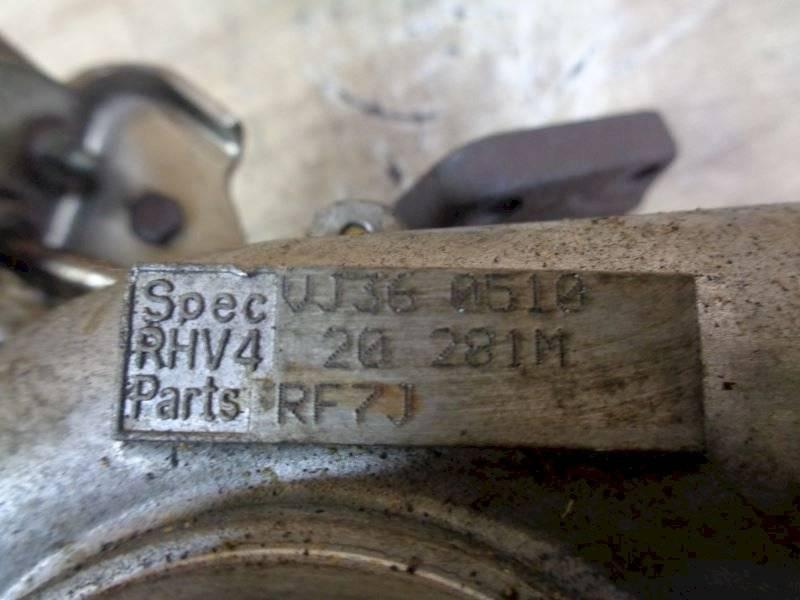 Spec VJ36 0510
RHV4 20 281M
Parts RF7J